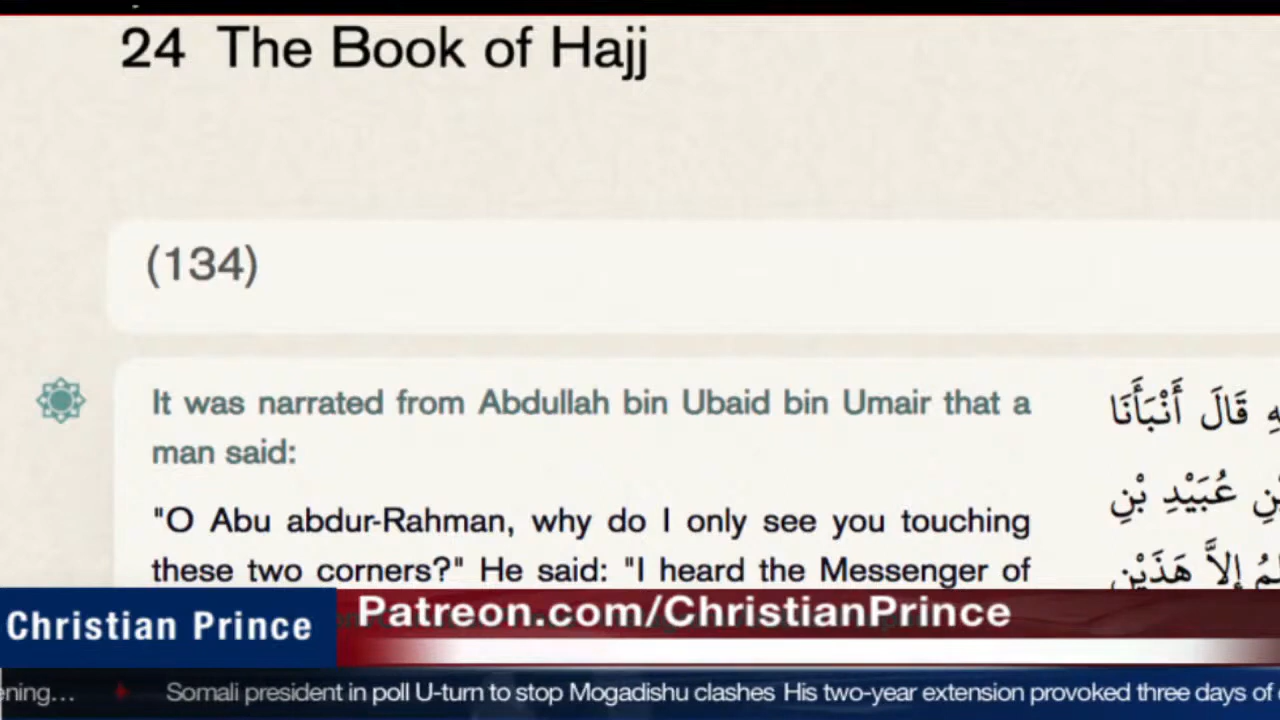 24 The Book of Hajj
(134)
It was narrated from Abdullah bin Ubaid bin Umair that a
man said:
"O Abu abdur-Rahman, why do I only see you touching
these two corners?" He said: "I heard the Messenger of
قَالَ أَنْبَأَنَا
عُبَيْدِ بْنِ
إِلاَّ هَذَيْنِ
Christian Prince
Patreon.com/ChristianPrince
ening... Somali president in poll U-turn to stop Mogadishu clashes His two-year extension provoked three days of